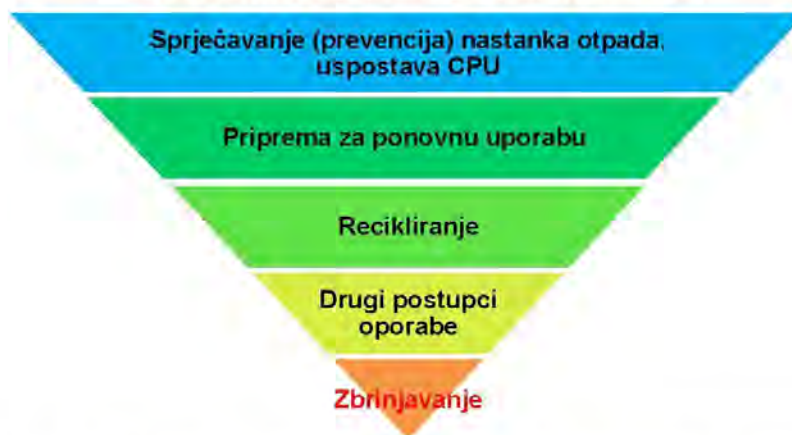 Sprječavanje (prevencija) nastanka otpada,
uspostava CPU
Priprema za ponovnu uporabu
Recikliranje
Drugi postupci
oporabe
Zbrinjavanje